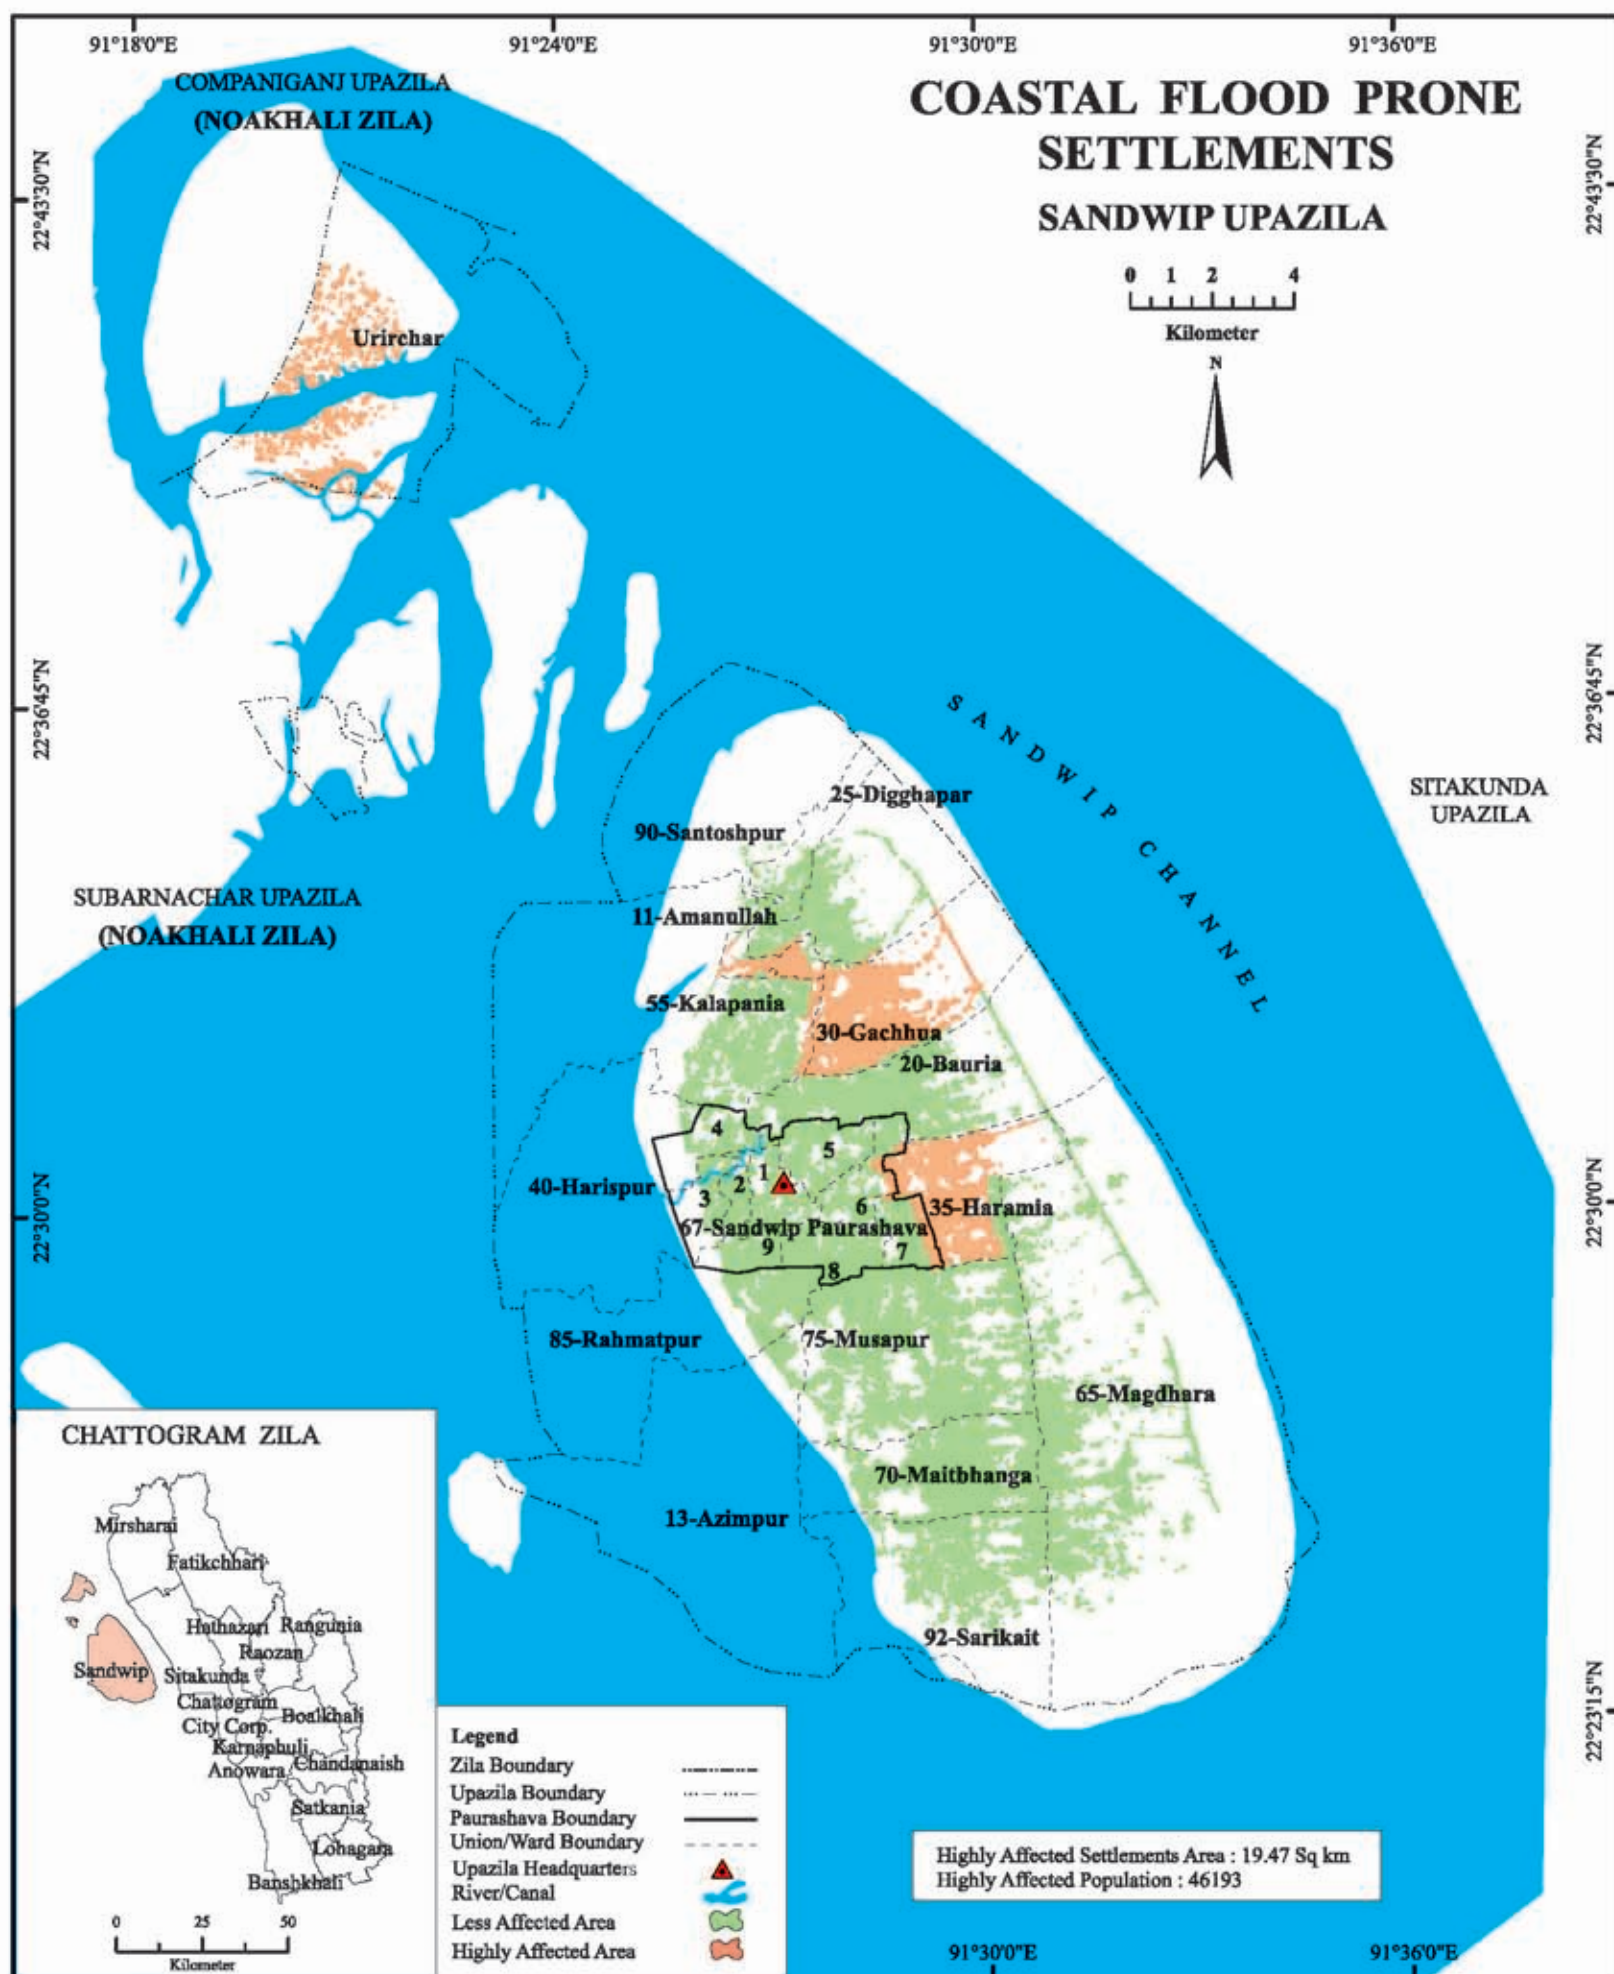 91°18'0"E
91°24'0"E
91°30'0"E
91°36'0"E
COMPANIGANJ UPAZILA
(NOAKHALI ZILA)
COASTAL FLOOD PRONE
SETTLEMENTS
SANDWIP UPAZILA
22°43'30"N
22°43'30"N
0 1 2 4
Kilometer
N
Urirchar
22°36'45"N
22°36'45"N
SANDWIP CHANNEL
SITAKUNDA
UPAZILA
25-Digghapar
90-Santoshpur
SUBARNACHAR UPAZILA
(NOAKHALI ZILA)
11-Amanullah
55-Kalapania
30-Gachhua
20-Bauria
4
5
1
2
3
6
40-Harispur
35-Haramia
67-Sandwip Paurashava
9
7
8
22°30'0"N
22°30'0"N
85-Rahmatpur
75-Musapur
65-Magdhara
70-Maitbhanga
13-Azimpur
92-Sarikait
22°23'15"N
CHATTOGRAM ZILA
Mirsharai
Fatikchhari
Hathazari
Rangunia
Raozan
Sandwip
Sitakunda
Chattogram
City Corp.
Boalkhali
Karnaphuli
Anowara
Chandanaish
Satkania
Lohagara
Banshkhali
0 25 50
Kilometer
Legend
Zila Boundary
Upazila Boundary
Paurashava Boundary
Union/Ward Boundary
Upazila Headquarters
River/Canal
Less Affected Area
Highly Affected Area
Highly Affected Settlements Area : 19.47 Sq km
Highly Affected Population : 46193
91°30'0"E
91°36'0"E